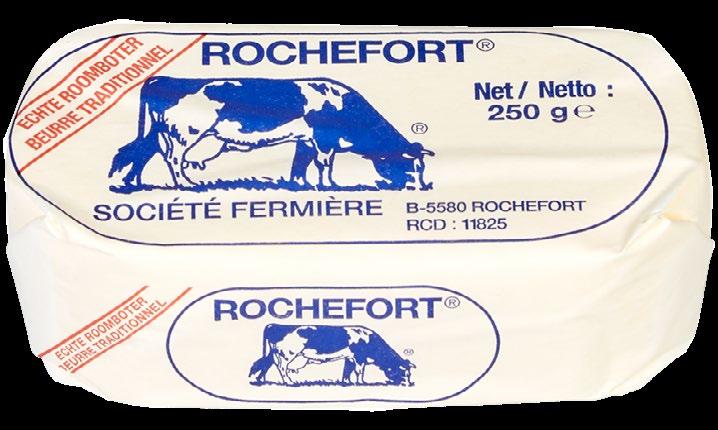 ECHTE ROOMBOTER
BEURRE TRADITIONNEL
ROCHEFORT®
Net / Netto :
250 g ℮
®
SOCIÉTÉ FERMIÈRE
B-5580 ROCHEFORT
RCD : 11825
ECHTE ROOMBOTER
BEURRE TRADITIONNEL
ROCHEFORT®
®